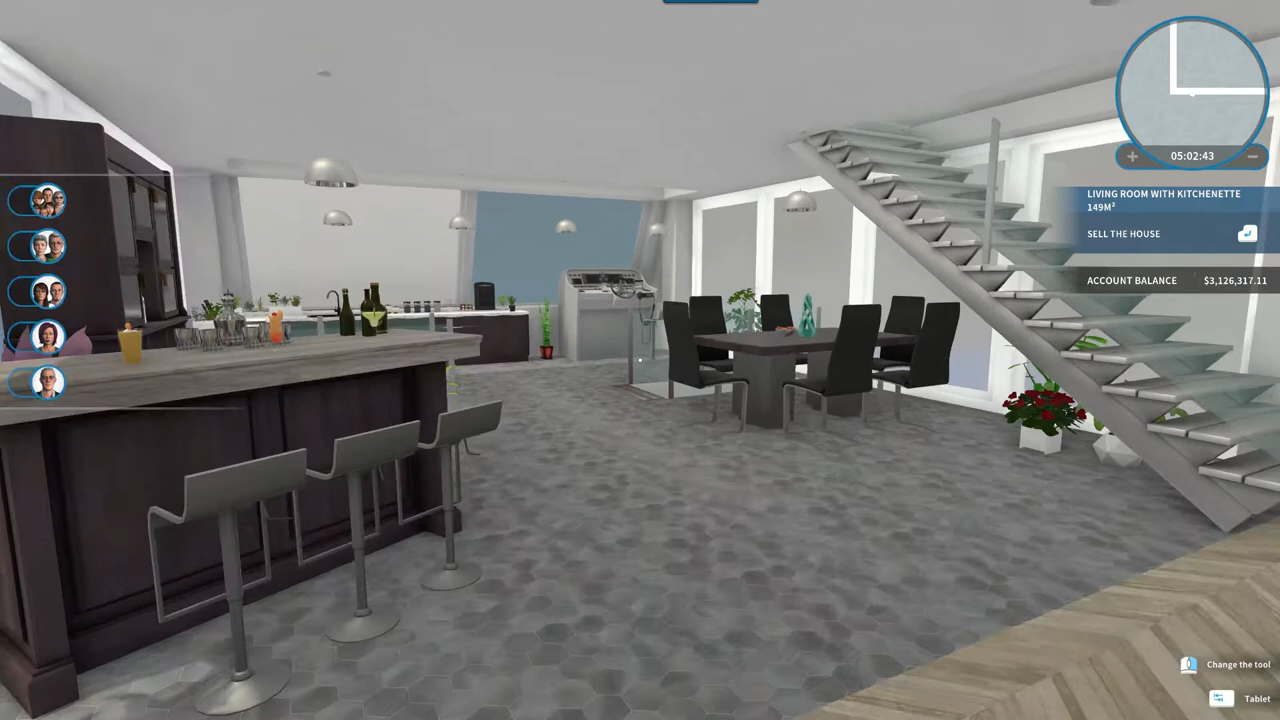 05:02:43
LIVING ROOM WITH KITCHENETTE
149M²
SELL THE HOUSE
ACCOUNT BALANCE $3,126,317.11
Change the tool
Tablet